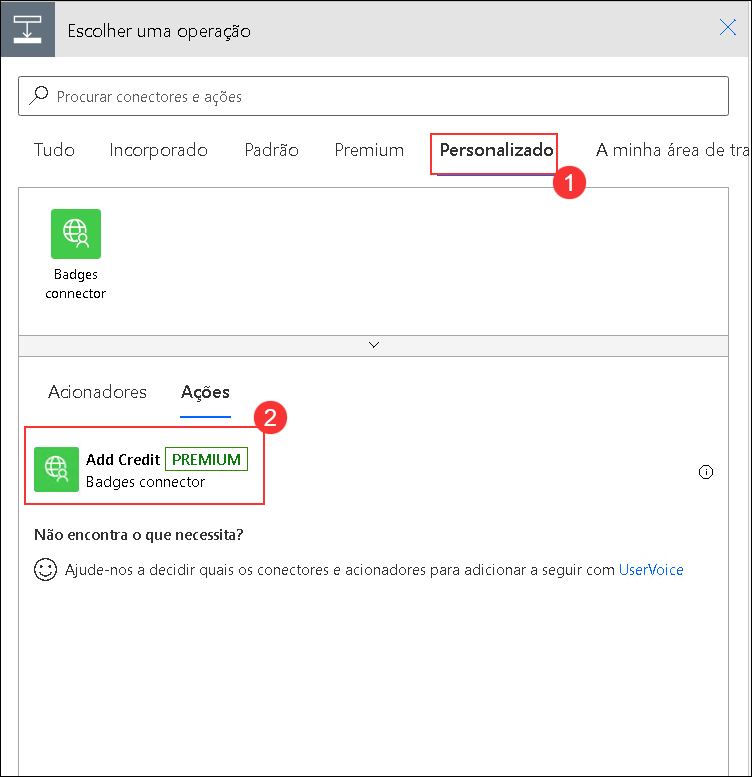 Escolher uma operação
Procurar conectores e ações
Tudo Incorporado Padrão Premium Personalizado A minha área de tra
1
Badges
connector
Acionadores Ações
2
Add Credit PREMIUM
Badges connector
Não encontra o que necessita?
Ajude-nos a decidir quais os conectores e acionadores para adicionar a seguir com UserVoice